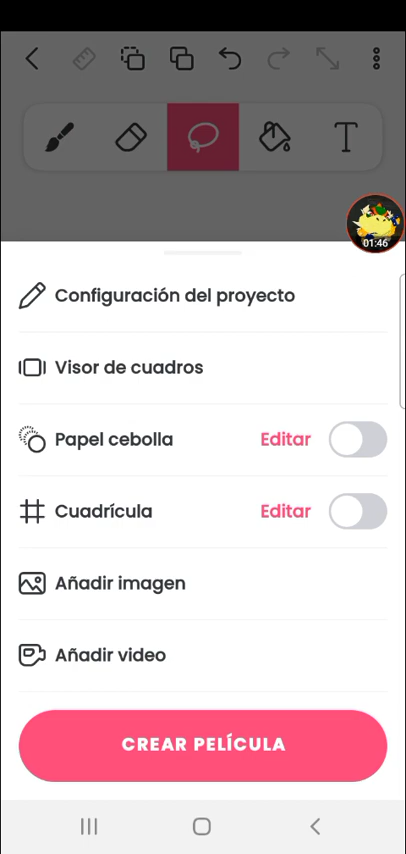 T
01:46
Configuración del proyecto
Visor de cuadros
Papel cebolla Editar
Cuadrícula Editar
Añadir imagen
Añadir video
CREAR PELÍCULA